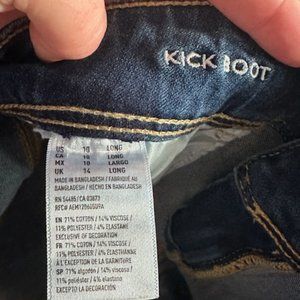 KICK BOOT
US 10 LONG
CA 10 LONG
MX 10 LARGO
UK 14 LONG
MADE IN BANGLADESH / FABRIQUÉ AU
BANGLADESH / HECHO EN BANGLADESH
RN 54485/CA 03873
EN 71% COTTON / 14% VISCOSE /
11% POLYESTER / 4% ELASTANE
EXCLUSIVE OF DECORATION
FR 71% COTON / 14% VISCOSE /
11% POLYESTER / 4% ÉLASTHANNE
À L'EXCEPTION DE LA GARNITURE
SP 71% algodón / 14% viscosa /
11% poliéster / 4% elastano
EXCEPTO DECORADO